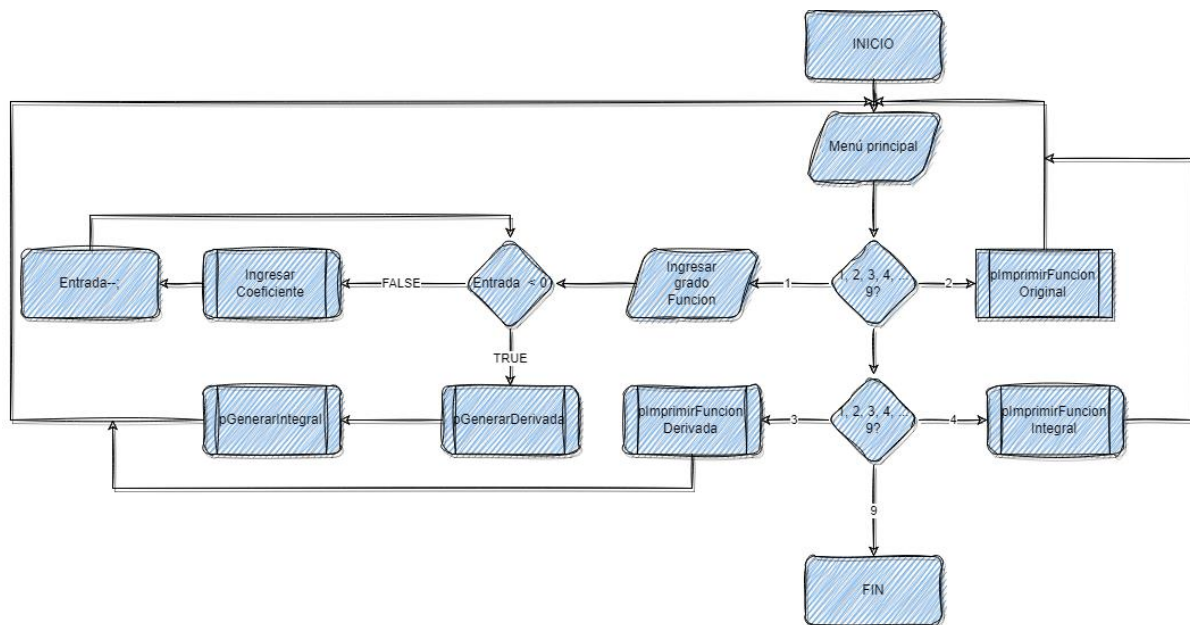 INICIO
Menú principal
Entrada--;
Ingresar
Coeficiente
FALSE
Entrada < 0
Ingresar
grado
Funcion
1
1, 2, 3, 4, ...
9?
2
pImprimirFuncion
Original
TRUE
pGenerarIntegral
pGenerarDerivada
pImprimirFuncion
Derivada
3
1, 2, 3, 4, ...
9?
4
pImprimirFuncion
Integral
9
FIN